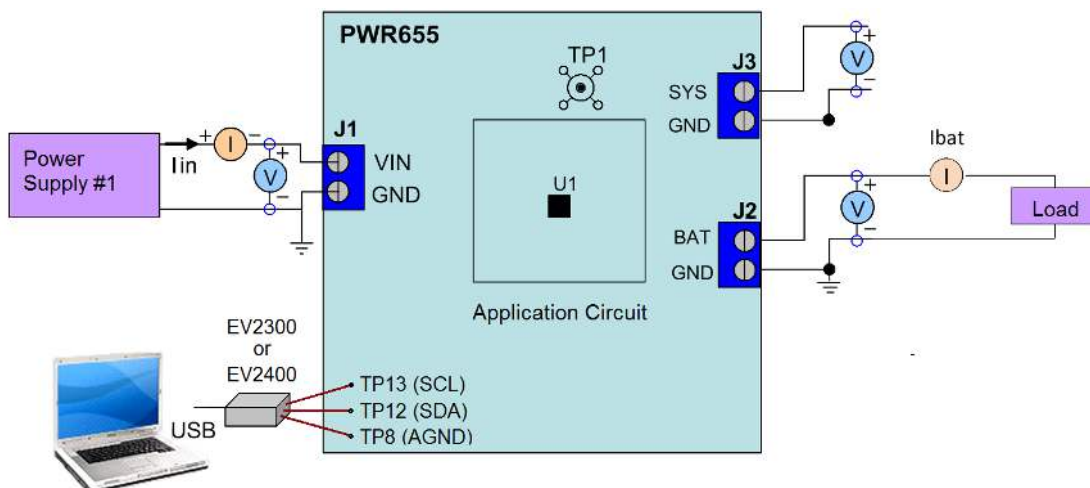 PWR655
TP1
J3
SYS
GND
V
+
-
Power
Supply #1
Iin
+
I
-
+
V
-
J1
VIN
GND
U1
Application Circuit
J2
BAT
GND
+
V
-
Ibat
I
Load
EV2300
or
EV2400
USB
TP13 (SCL)
TP12 (SDA)
TP8 (AGND)
-